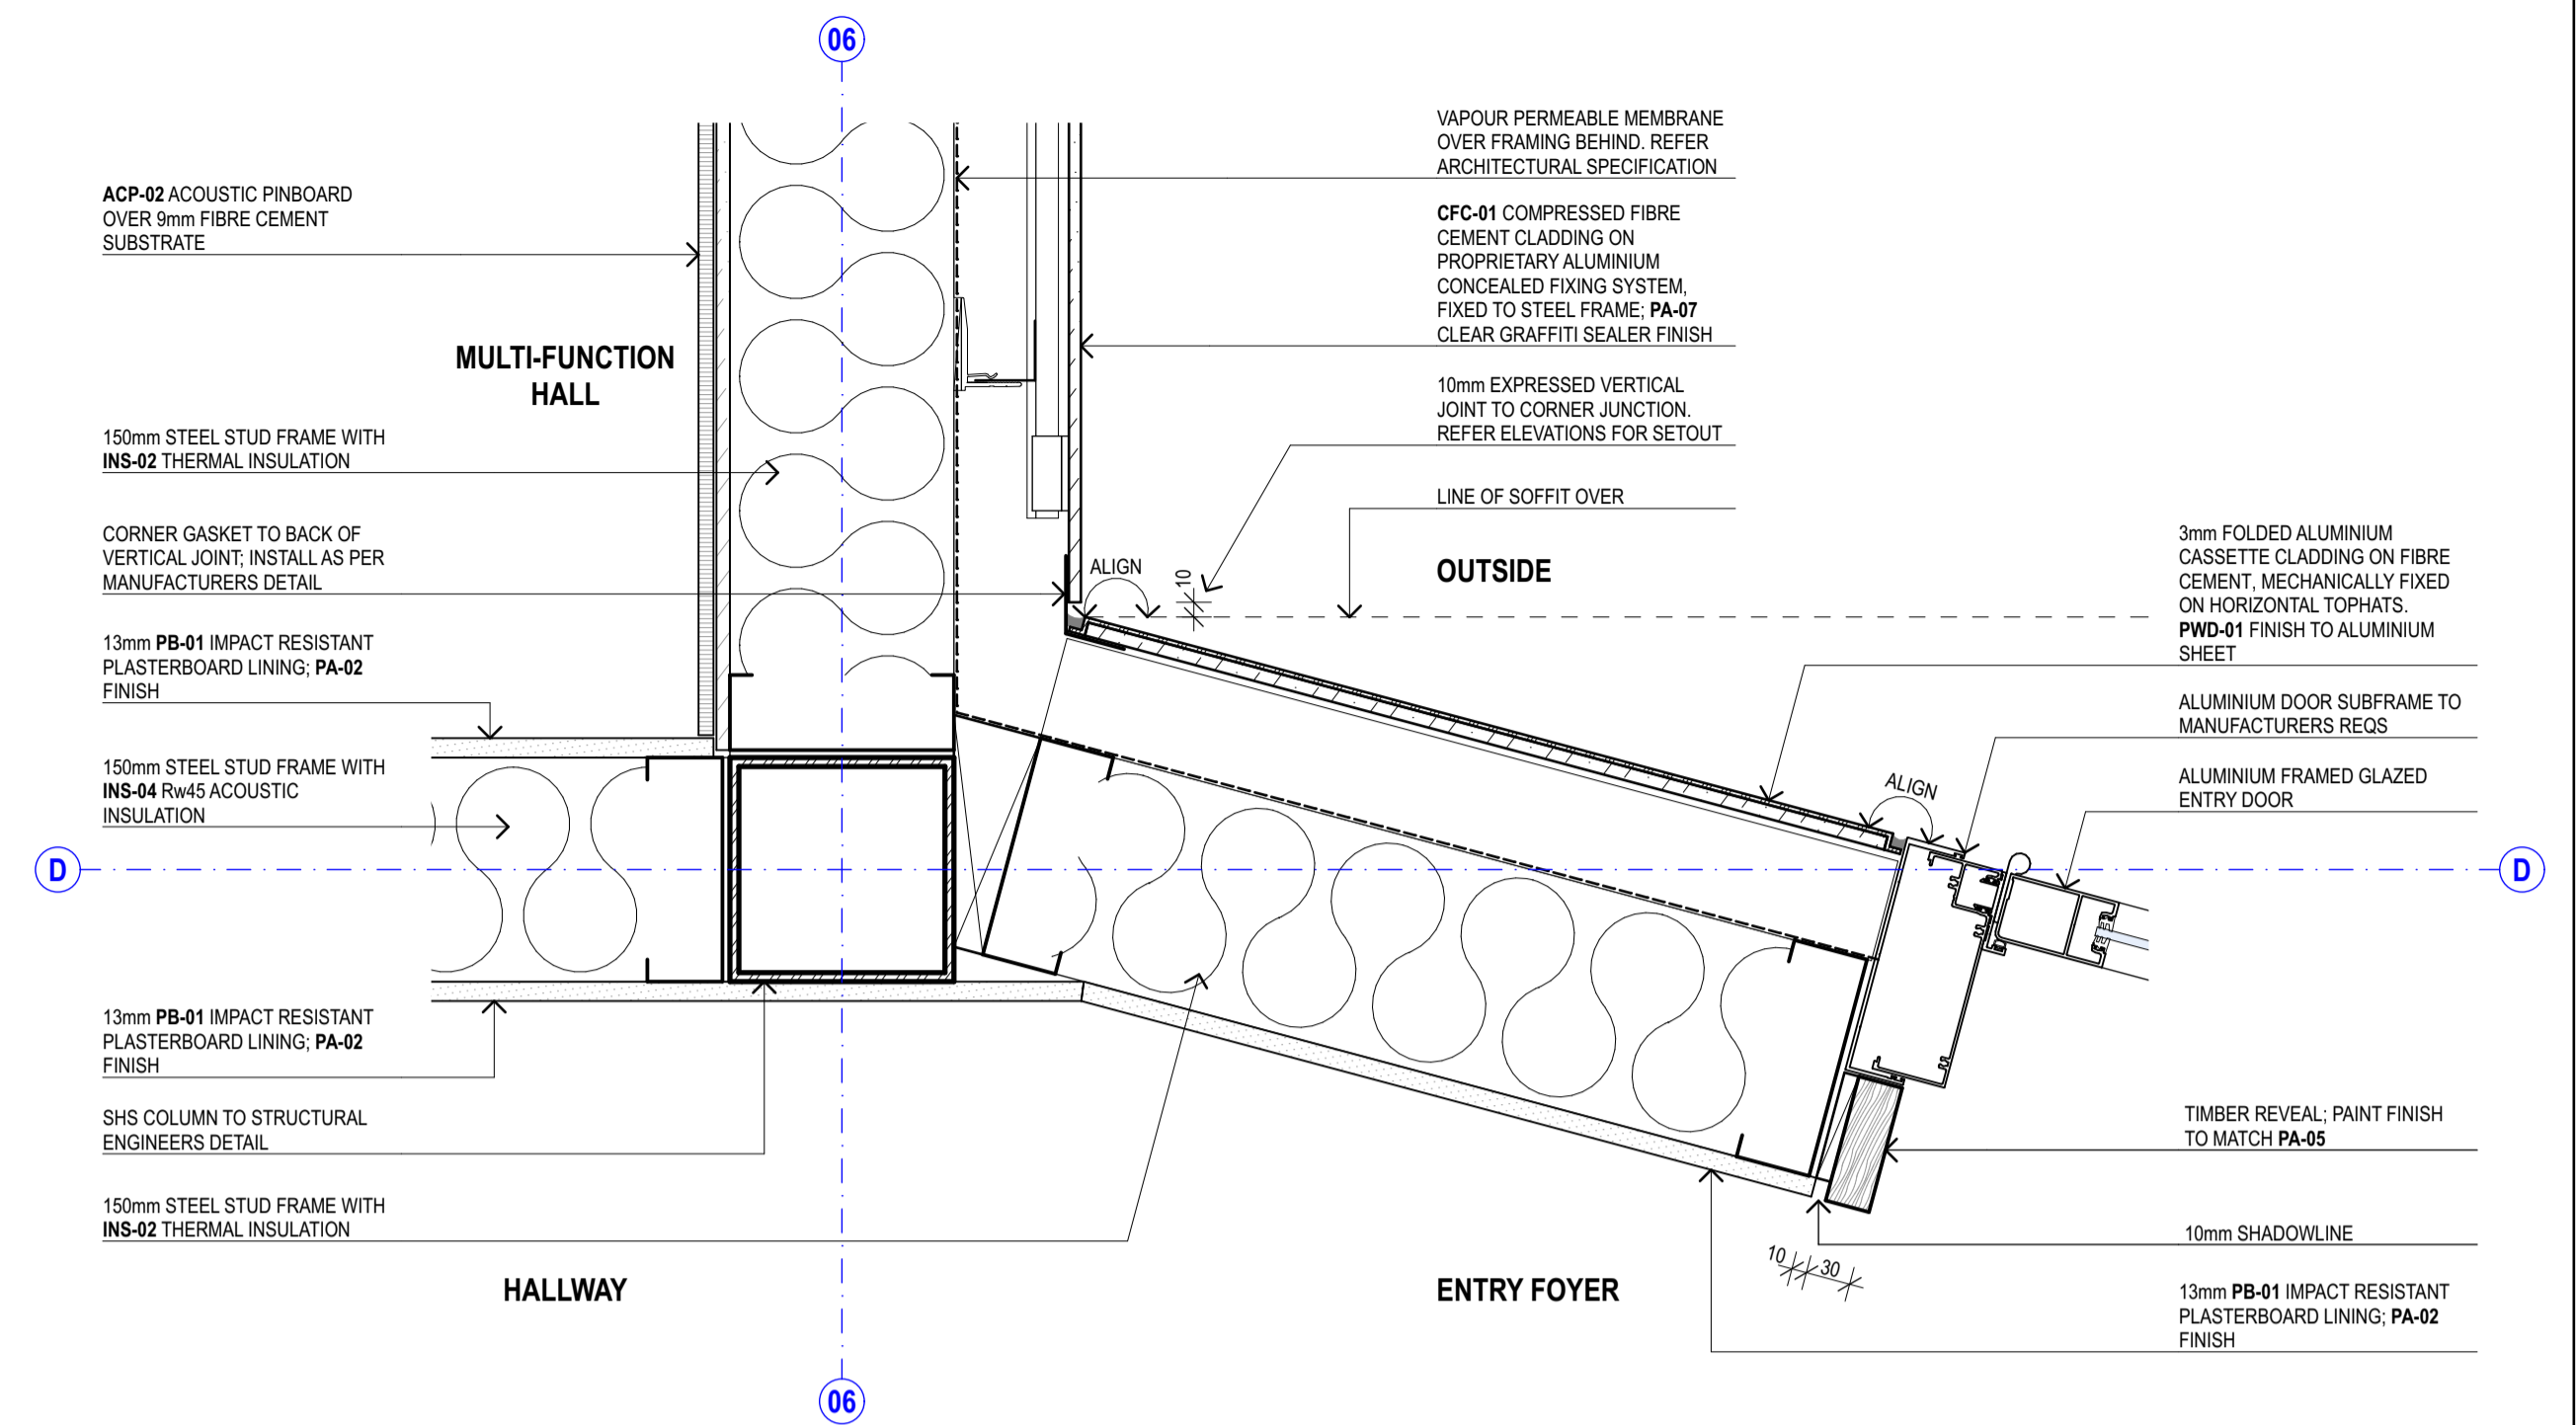 06
VAPOUR PERMEABLE MEMBRANE
OVER FRAMING BEHIND. REFER
ARCHITECTURAL SPECIFICATION
ACP-02 ACOUSTIC PINBOARD
OVER 9mm FIBRE CEMENT
SUBSTRATE
CFC-01 COMPRESSED FIBRE
CEMENT CLADDING ON
PROPRIETARY ALUMINIUM
CONCEALED FIXING SYSTEM,
FIXED TO STEEL FRAME; PA-07
CLEAR GRAFFITI SEALER FINISH
MULTI-FUNCTION
HALL
10mm EXPRESSED VERTICAL
JOINT TO CORNER JUNCTION.
REFER ELEVATIONS FOR SETOUT
150mm STEEL STUD FRAME WITH
INS-02 THERMAL INSULATION
LINE OF SOFFIT OVER
CORNER GASKET TO BACK OF
VERTICAL JOINT; INSTALL AS PER
MANUFACTURERS DETAIL
ALIGN
10
OUTSIDE
3mm FOLDED ALUMINIUM
CASSETTE CLADDING ON FIBRE
CEMENT, MECHANICALLY FIXED
ON HORIZONTAL TOPHATS.
PWD-01 FINISH TO ALUMINIUM
SHEET
13mm PB-01 IMPACT RESISTANT
PLASTERBOARD LINING; PA-02
FINISH
ALUMINIUM DOOR SUBFRAME TO
MANUFACTURERS REQS
150mm STEEL STUD FRAME WITH
INS-04 Rw45 ACOUSTIC
INSULATION
ALIGN
ALUMINIUM FRAMED GLAZED
ENTRY DOOR
D
D
13mm PB-01 IMPACT RESISTANT
PLASTERBOARD LINING; PA-02
FINISH
SHS COLUMN TO STRUCTURAL
ENGINEERS DETAIL
TIMBER REVEAL; PAINT FINISH
TO MATCH PA-05
150mm STEEL STUD FRAME WITH
INS-02 THERMAL INSULATION
10mm SHADOWLINE
10
30
HALLWAY
ENTRY FOYER
13mm PB-01 IMPACT RESISTANT
PLASTERBOARD LINING; PA-02
FINISH
06